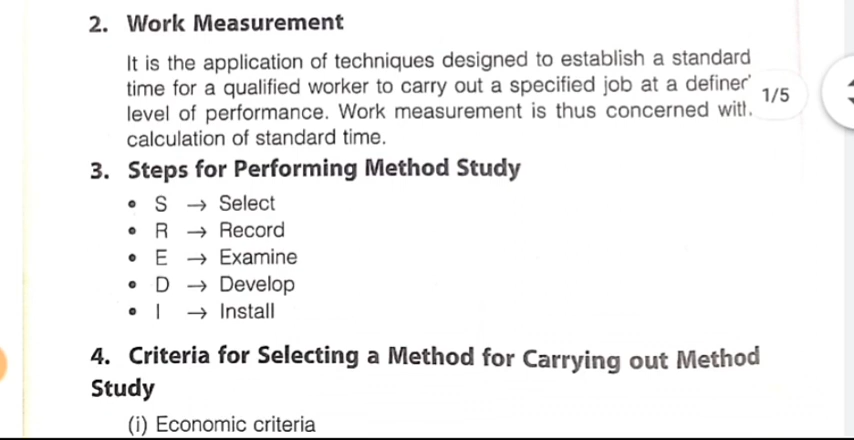 2. Work Measurement
It is the application of techniques designed to establish a standard
time for a qualified worker to carry out a specified job at a
level of performance. Work measurement is thus concerned
calculation of standard time.
1/5
3. Steps for Performing Method Study
• S → Select
• R → Record
• E → Examine
• D → Develop
• I → Install
4. Criteria for Selecting a Method for Carrying out Method
Study
(i) Economic criteria